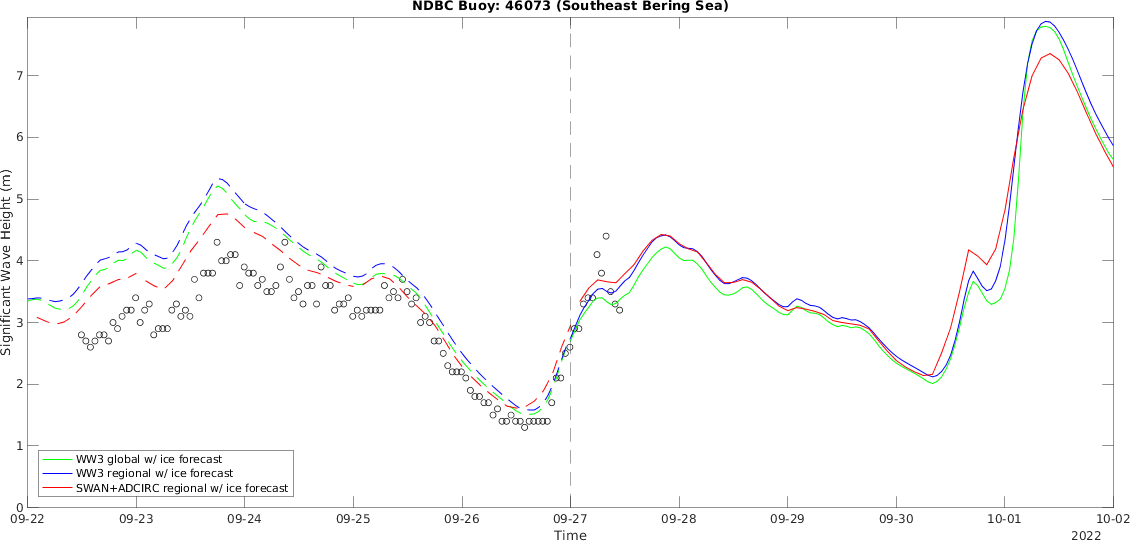 NDBC Buoy: 46073 (Southeast Bering Sea)
Significant Wave Height (m)
7
6
5
4
3
2
1
0
WW3 global w/ ice forecast
WW3 regional w/ ice forecast
SWAN+ADCIRC regional w/ ice forecast
09-22 09-23 09-24 09-25 09-26 09-27 09-28 09-29 09-30 10-01 10-02
Time
2022